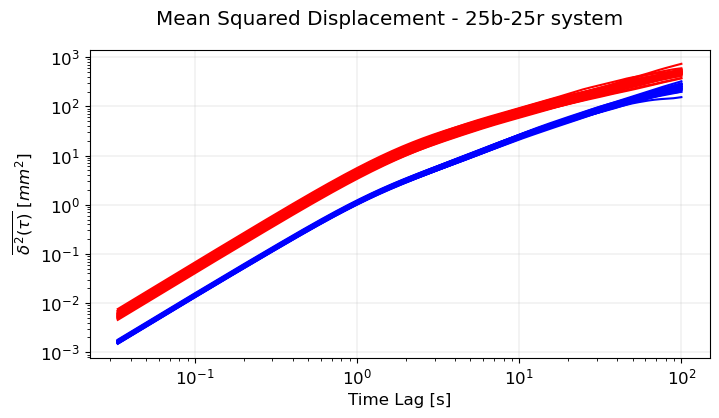 Mean Squared Displacement - 25b-25r system
10³
10²
10¹
10⁰
10⁻¹
10⁻²
10⁻³
δ²(τ) [mm²]
10⁻¹ 10⁰ 10¹ 10²
Time Lag [s]